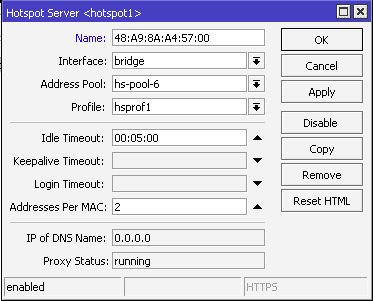 Hotspot Server <hotspot1>
Name: 48:A9:8A:A4:57:00
OK
Interface: bridge
Cancel
Address Pool: hs-pool-6
Apply
Profile: hsprof1
Disable
Idle Timeout: 00:05:00
Copy
Keepalive Timeout:
Remove
Login Timeout:
Reset HTML
Addresses Per MAC: 2
IP of DNS Name: 0.0.0.0
Proxy Status: running
enabled
HTTPS